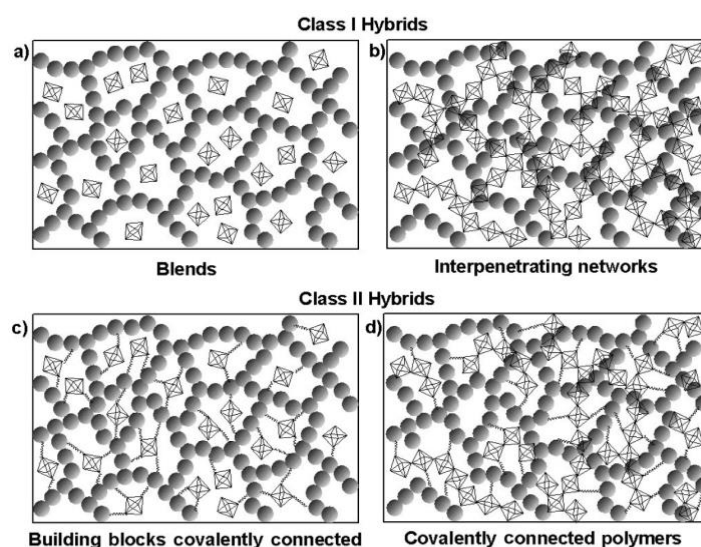 Class I Hybrids
a)
b)
Blends
Interpenetrating networks
Class II Hybrids
c)
d)
Building blocks covalently connected
Covalently connected polymers